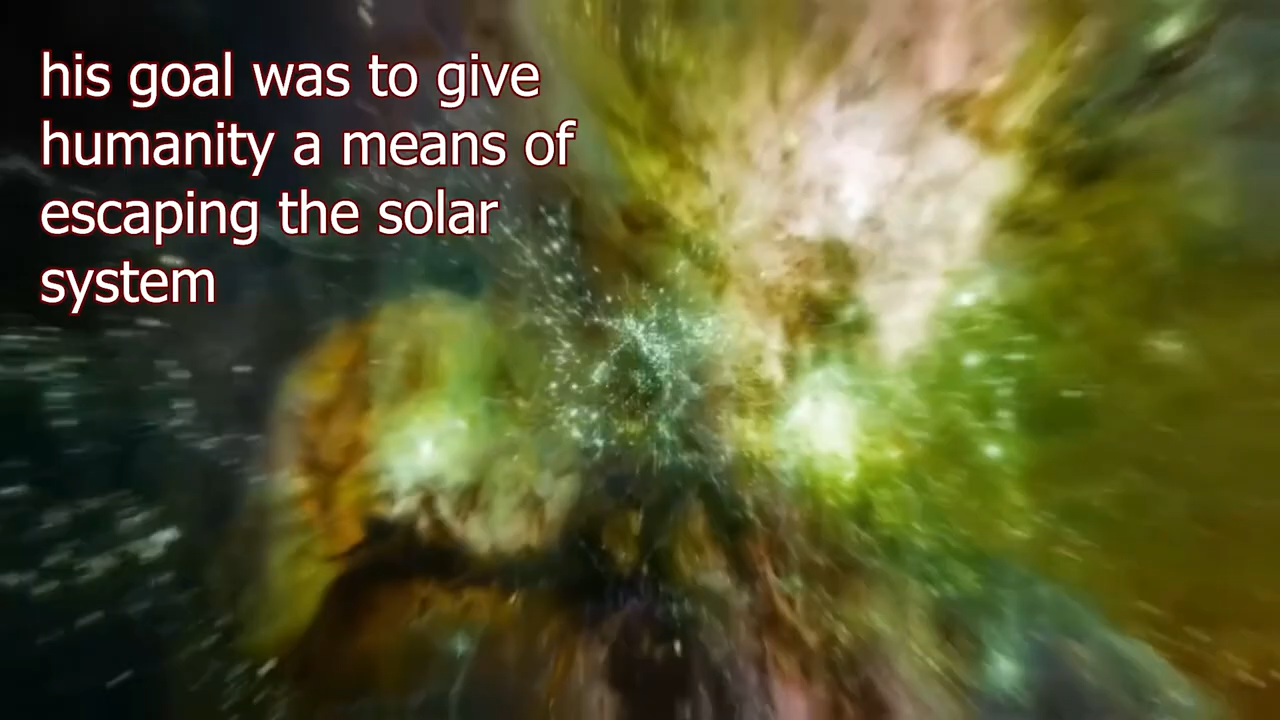 his goal was to give
humanity a means of
escaping the solar
system